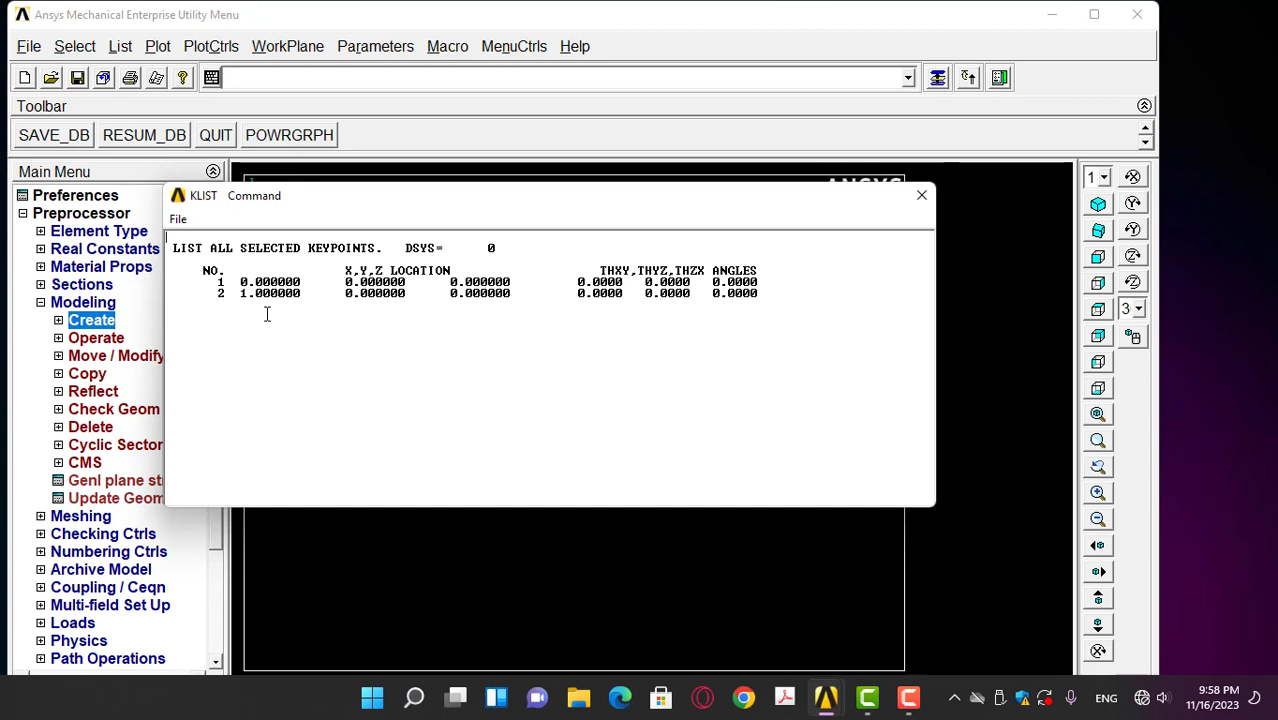 Ansys Mechanical Enterprise Utility Menu
File Select List Plot PlotCtrls WorkPlane Parameters Macro MenuCtrls Help
Toolbar
SAVE_DB RESUM_DB QUIT POWRGRPH
Main Menu
Preferences
Preprocessor
Element Type
Real Constants
Material Props
Sections
Modeling
Create
Operate
Move / Modify
Copy
Reflect
Check Geom
Delete
Cyclic Sector
CMS
Genl plane str
Update Geom
Meshing
Checking Ctrls
Numbering Ctrls
Archive Model
Coupling / Ceqn
Multi-field Set Up
Loads
Physics
Path Operations
KLIST Command
File
LIST ALL SELECTED KEYPOINTS. DSYS= 0
NO. X,Y,Z LOCATION THXY,THYZ,THZX ANGLES
1 0.000000 0.000000 0.000000 0.0000 0.0000 0.0000
2 1.000000 0.000000 0.000000 0.0000 0.0000 0.0000
1
3
ENG
9:58 PM
11/16/2023